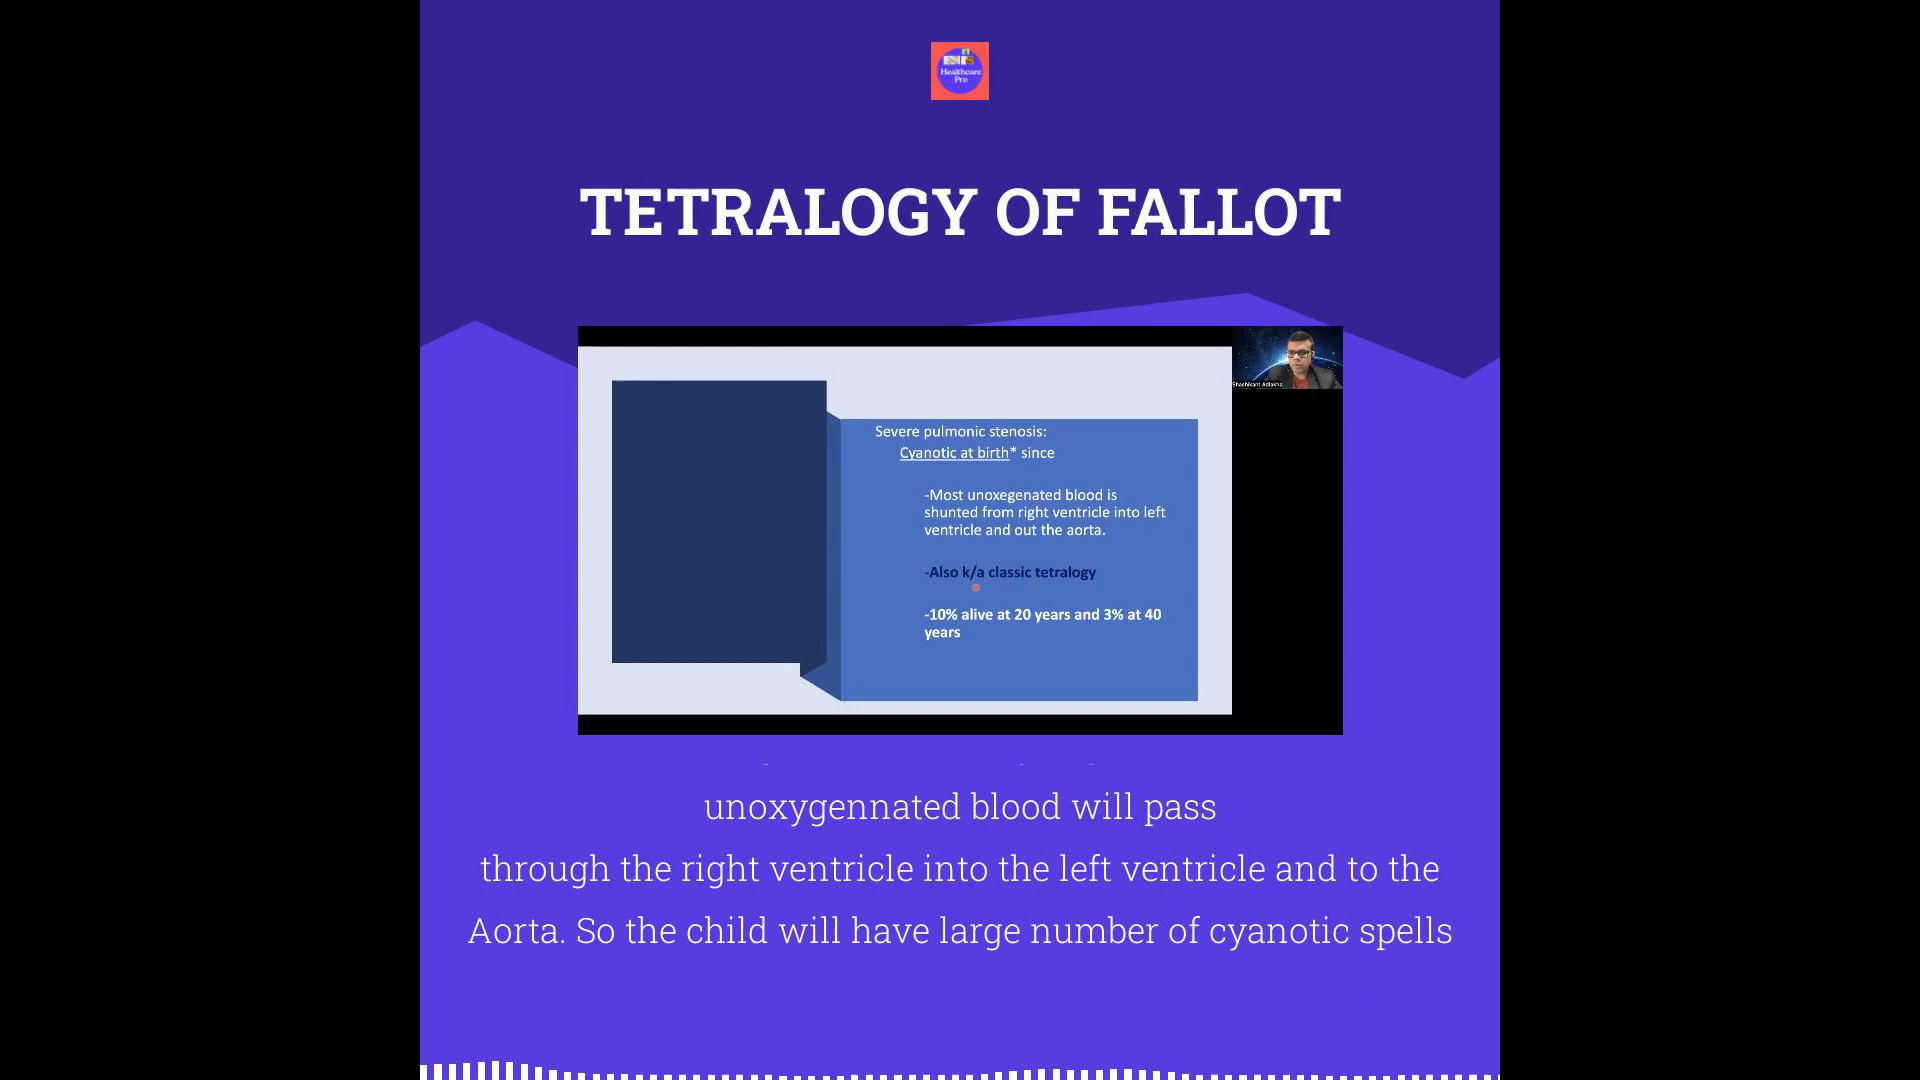 Healthcare
Pro
TETRALOGY OF FALLOT
Shashikant Adlakha
Severe pulmonic stenosis:
Cyanotic at birth* since
-Most unoxegenated blood is
shunted from right ventricle into left
ventricle and out the aorta.
-Also k/a classic tetralogy
-10% alive at 20 years and 3% at 40
years
unoxygennated blood will pass
through the right ventricle into the left ventricle and to the
Aorta. So the child will have large number of cyanotic spells